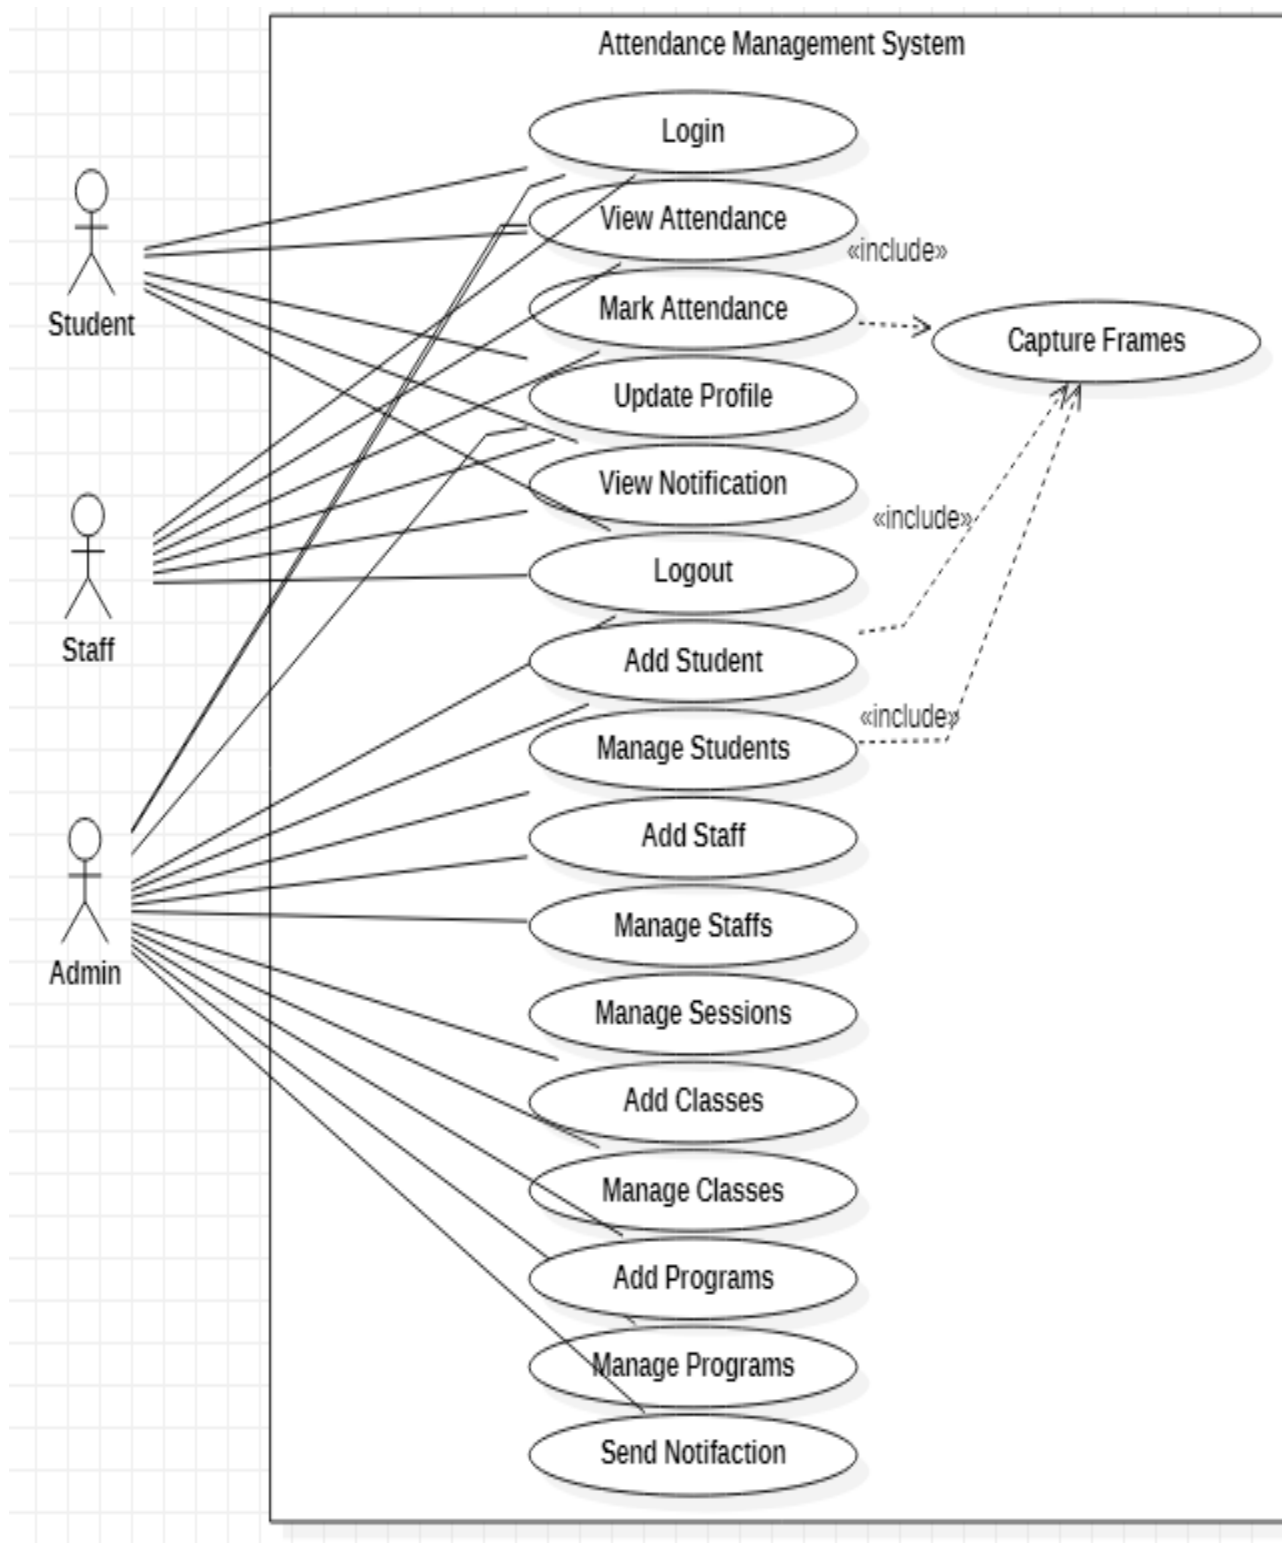 Attendance Management System
Login
View Attendance
«include»
Mark Attendance
Capture Frames
Student
Update Profile
View Notification
«include»
Logout
Staff
Add Student
«include»
Manage Students
Add Staff
Manage Staffs
Admin
Manage Sessions
Add Classes
Manage Classes
Add Programs
Manage Programs
Send Notifaction